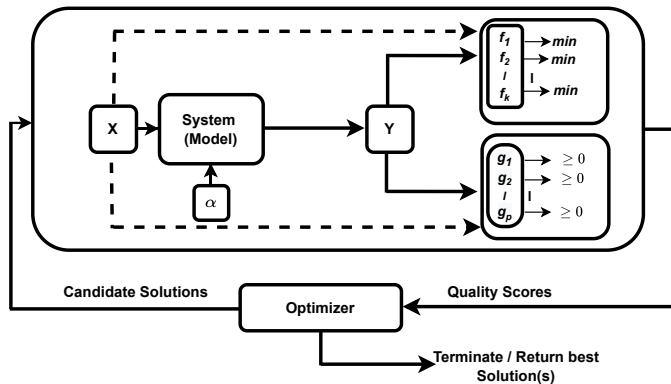 f1 min
f2 min
I I
fk min
X
System
(Model)
Y
α
g1 ≥ 0
g2 ≥ 0
I I
gp ≥ 0
Candidate Solutions
Optimizer
Quality Scores
Terminate / Return best
Solution(s)